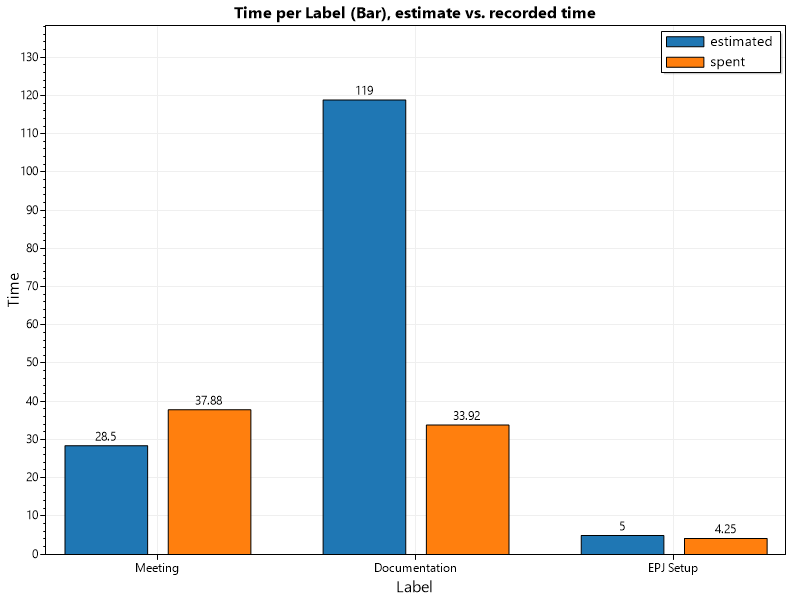 Time per Label (Bar), estimate vs. recorded time
estimated
spent
Time
130
120
110
100
90
80
70
60
50
40
30
20
10
0
28.5
37.88
119
33.92
5
4.25
Meeting
Documentation
EPJ Setup
Label